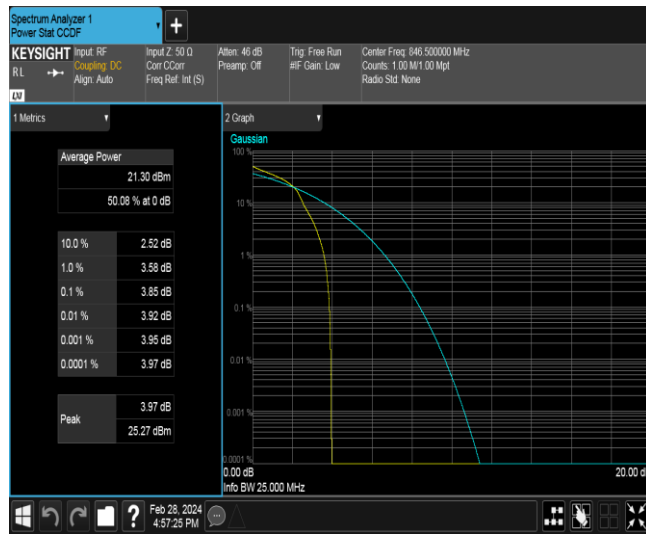 Spectrum Analyzer 1
Power Stat CCDF
+
KEYSIGHT
RL
LXI
Input: RF
Coupling: DC
Align: Auto
Input Z: 50 Ω
Corr CCorr
Freq Ref: Int (S)
Atten: 46 dB
Preamp: Off
Trig: Free Run
#IF Gain: Low
Center Freq: 846.500000 MHz
Counts: 1.00 M/1.00 Mpt
Radio Std: None
1 Metrics
Average Power
21.30 dBm
50.08 % at 0 dB
10.0 % 2.52 dB
1.0 % 3.58 dB
0.1 % 3.85 dB
0.01 % 3.92 dB
0.001 % 3.95 dB
0.0001 % 3.97 dB
Peak
3.97 dB
25.27 dBm
2 Graph
Gaussian
100 %
10 %
1 %
0.1 %
0.01 %
0.001 %
0.0001 %
0.00 dB
20.00 d
Info BW 25.000 MHz
?
Feb 28, 2024
4:57:25 PM